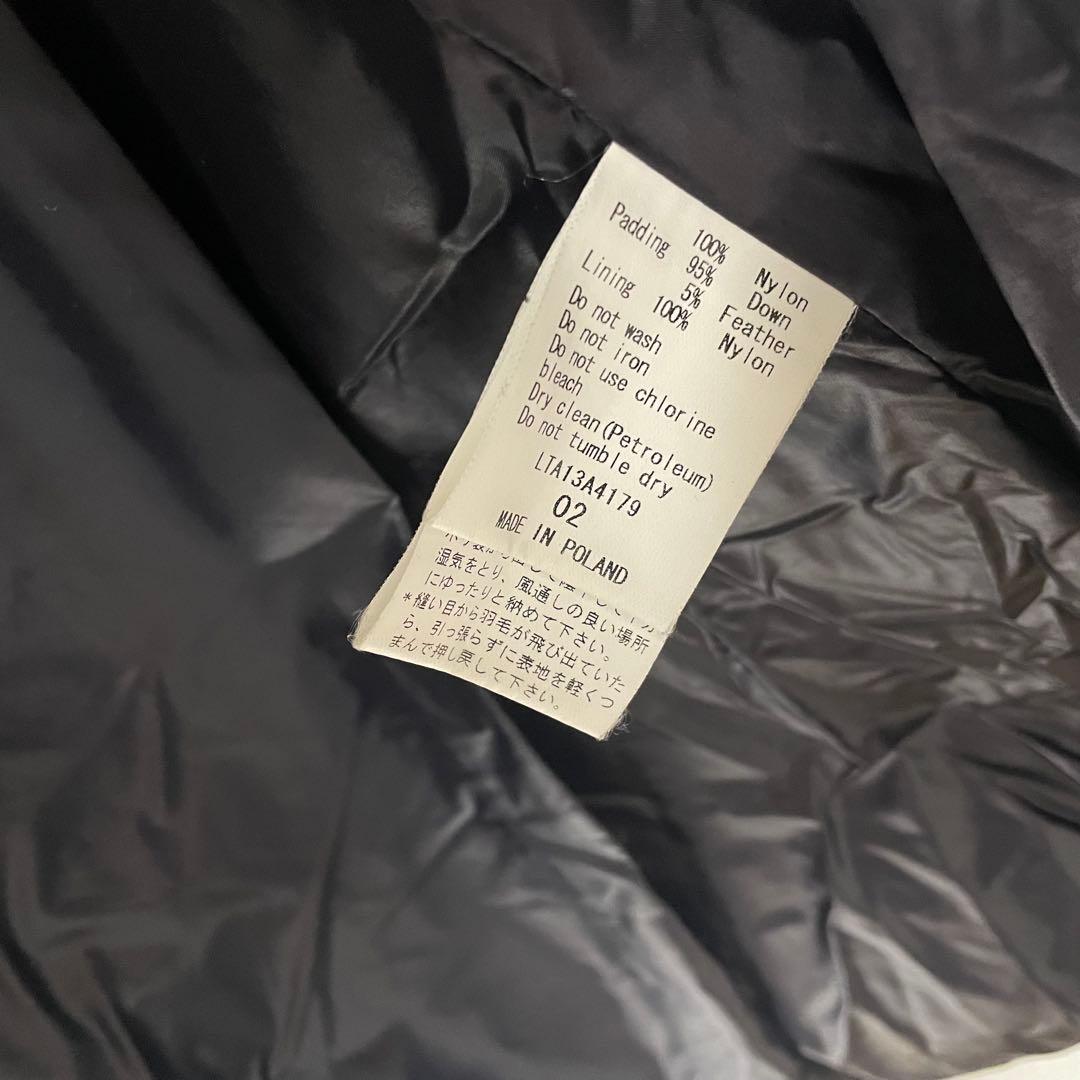 100% Nylon
Padding 95% Down
5% Feather
Lining 100% Nylon
Do not wash
Do not iron
Do not use chlorine
bleach
Dry clean(Petroleum)
Do not tumble dry
LTA13A4179
02
MADE IN POLAND
湿気をとり、風通しの良い場所
にゆったりと納めて下さい。
*縫い目から羽毛が飛び出ていた
ら、引っ張らずに表地を軽くつ
まんで押し戻して下さい。